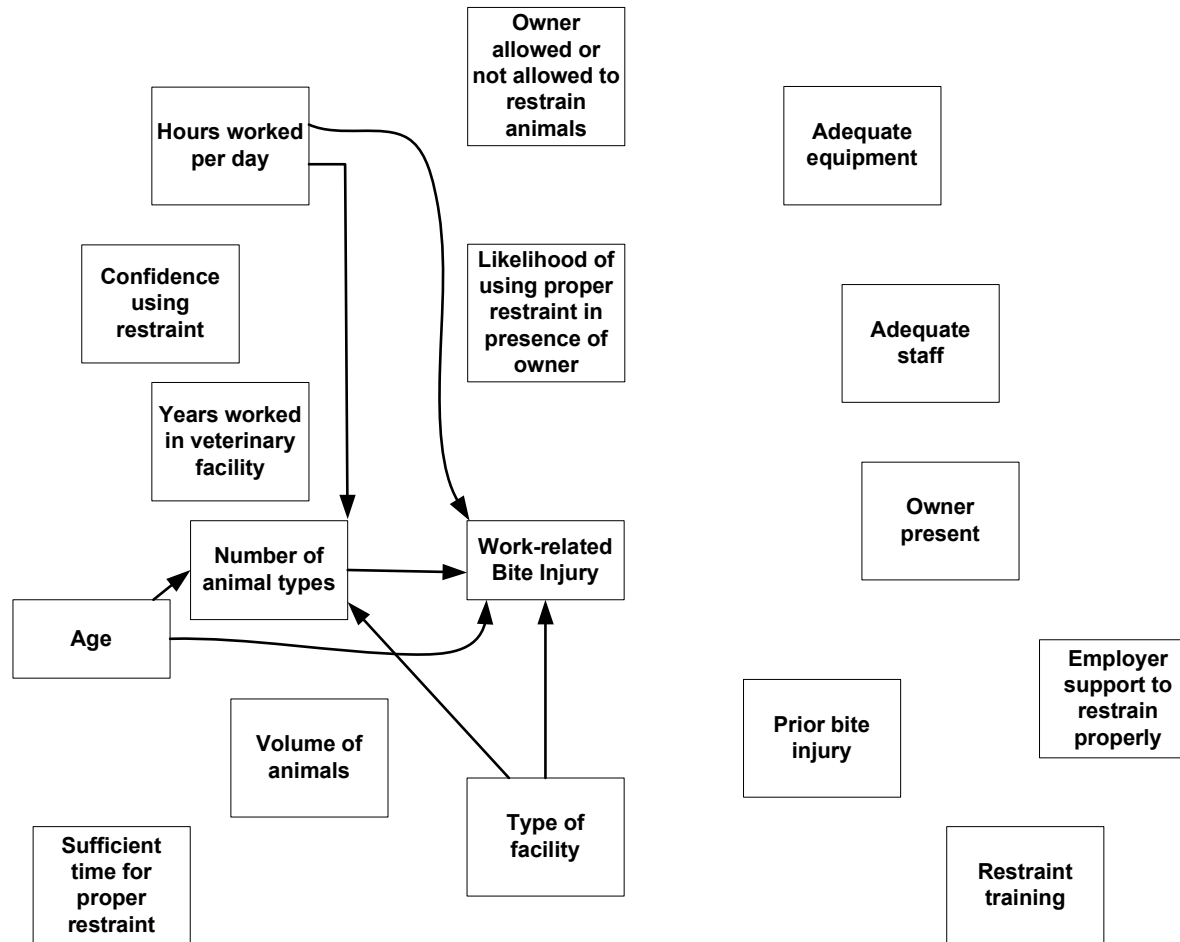 Owner
allowed or
not allowed to
restrain
animals
Hours worked
per day
Adequate
equipment
Confidence
using
restraint
Likelihood of
using proper
restraint in
presence of
owner
Adequate
staff
Years worked
in veterinary
facility
Owner
present
Number of
animal types
Work-related
Bite Injury
Age
Employer
support to
restrain
properly
Prior bite
injury
Volume of
animals
Type of
facility
Sufficient
time for
proper
restraint
Restraint
training